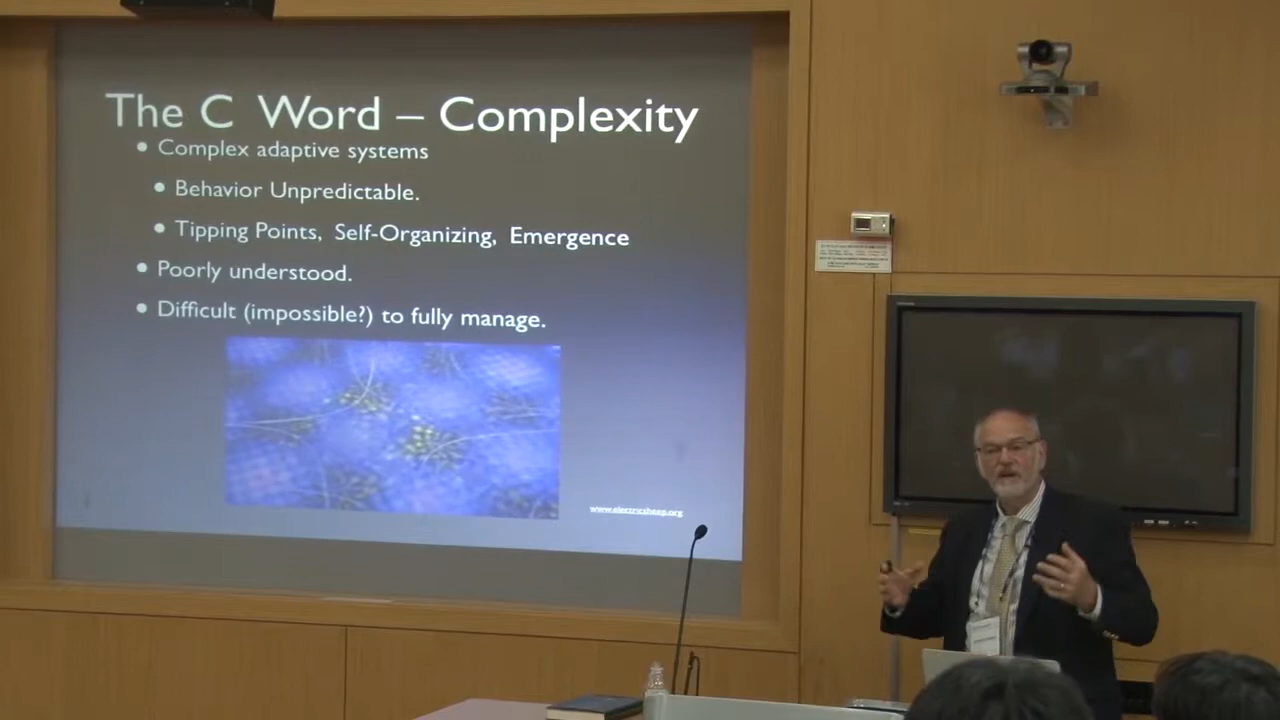 The C Word – Complexity
• Complex adaptive systems
• Behavior Unpredictable.
• Tipping Points, Self-Organizing, Emergence
• Poorly understood.
• Difficult (impossible?) to fully manage.
www.electricsheep.org